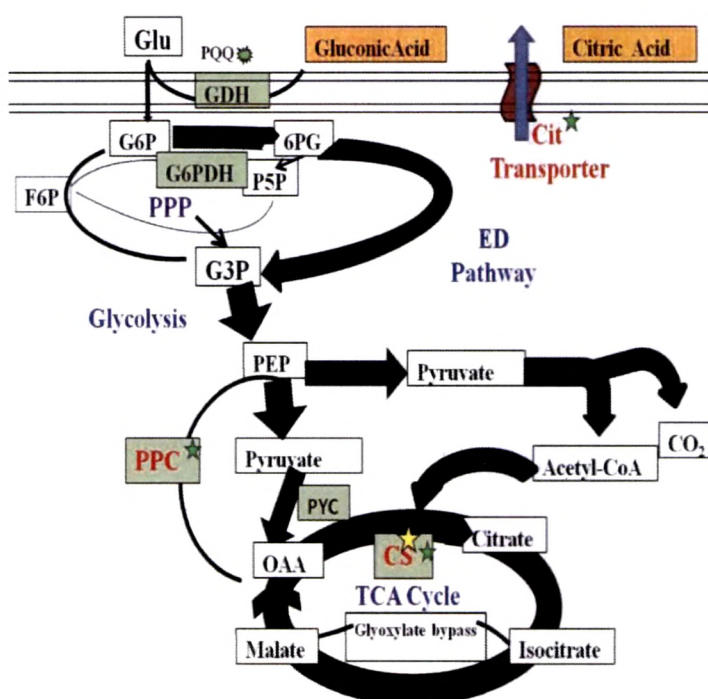 Glu
PQQ
GluconicAcid
Citric Acid
GDH
Cit
Transporter
G6P
6PG
G6PDH
P5P
F6P
PPP
ED
Pathway
G3P
Glycolysis
PEP
Pyruvate
PPC
Pyruvate
Acetyl-CoA
CO₂
PYC
Citrate
CS
OAA
TCA Cycle
Glyoxylate bypass
Malate
Isocitrate